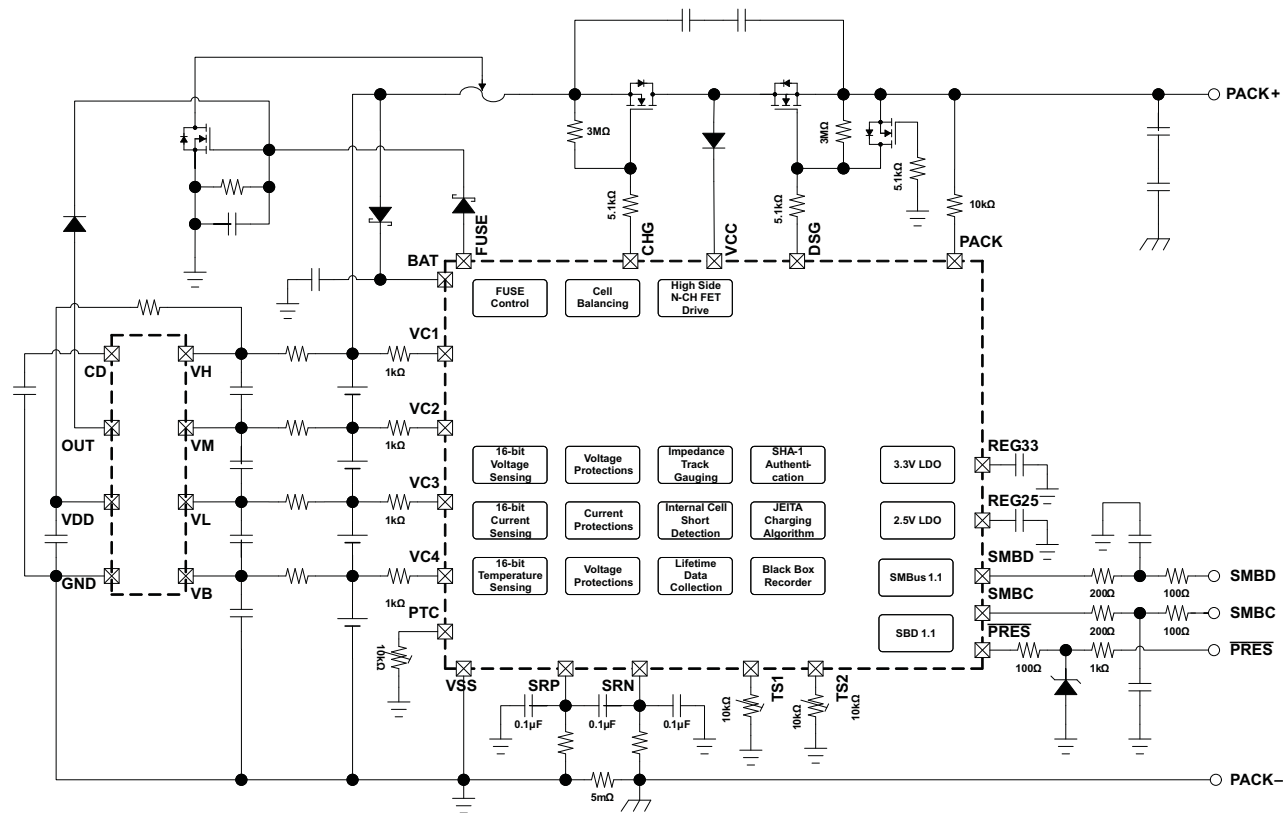 PACK+
3MΩ
3MΩ
5.1kΩ
5.1kΩ
5.1kΩ
10kΩ
FUSE
CHG
VCC
DSG
PACK
BAT
FUSE
Control
Cell
Balancing
High Side
N-CH FET
Drive
VC1
1kΩ
CD
VH
VC2
1kΩ
OUT
VM
16-bit
Voltage
Sensing
Voltage
Protections
Impedance
Track
Gauging
SHA-1
Authenti-
cation
3.3V LDO
REG33
VC3
1kΩ
VDD
VL
16-bit
Current
Sensing
Current
Protections
Internal Cell
Short
Detection
JEITA
Charging
Algorithm
2.5V LDO
REG25
VC4
1kΩ
GND
VB
16-bit
Temperature
Sensing
Voltage
Protections
Lifetime
Data
Collection
Black Box
Recorder
SMBus 1.1
SMBD
200Ω
100Ω
SMBD
SMBC
200Ω
100Ω
SMBC
SBD 1.1
PRES
100Ω
1kΩ
PRES
PTC
10kΩ
VSS
SRP
SRN
TS1
TS2
0.1µF
0.1µF
0.1µF
10kΩ
10kΩ
10kΩ
5mΩ
PACK–